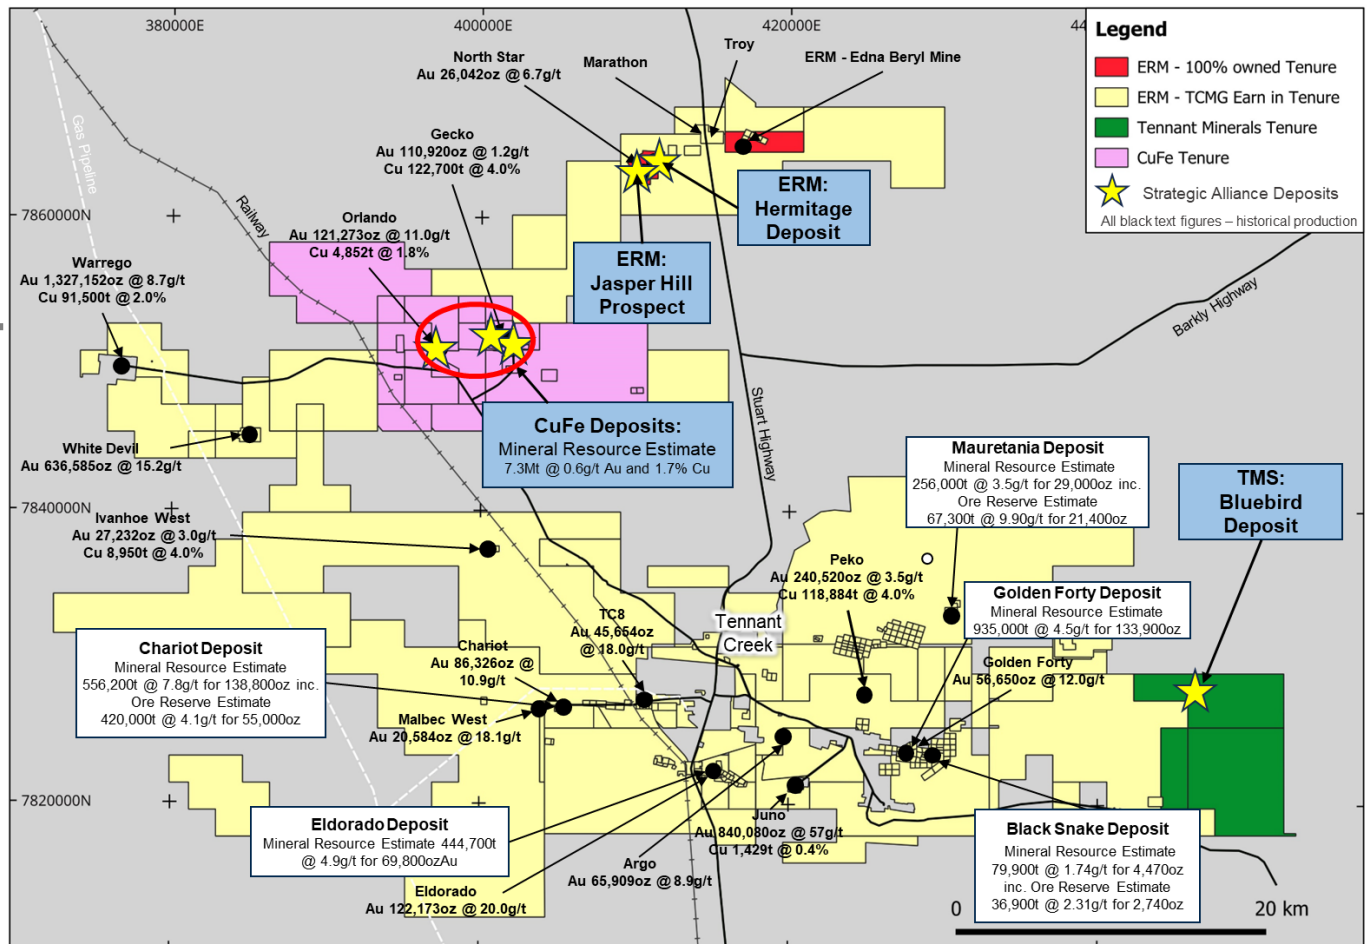 380000E
400000E
420000E
44
7860000N
7840000N
7820000N
Legend
ERM - 100% owned Tenure
ERM - TCMG Earn in Tenure
Tennant Minerals Tenure
CuFe Tenure
Strategic Alliance Deposits
All black text figures – historical production
North Star
Au 26,042oz @ 6.7g/t
Marathon
Troy
ERM - Edna Beryl Mine
Gecko
Au 110,920oz @ 1.2g/t
Cu 122,700t @ 4.0%
Gas Pipeline
Railway
ERM:
Hermitage
Deposit
Orlando
Au 121,273oz @ 11.0g/t
Cu 4,852t @ 1.8%
ERM:
Jasper Hill
Prospect
Warrego
Au 1,327,152oz @ 8.7g/t
Cu 91,500t @ 2.0%
Barkly Highway
Stuart Highway
CuFe Deposits:
Mineral Resource Estimate
7.3Mt @ 0.6g/t Au and 1.7% Cu
White Devil
Au 636,585oz @ 15.2g/t
Mauretania Deposit
Mineral Resource Estimate
256,000t @ 3.5g/t for 29,000oz inc.
Ore Reserve Estimate
67,300t @ 9.90g/t for 21,400oz
TMS:
Bluebird
Deposit
Ivanhoe West
Au 27,232oz @ 3.0g/t
Cu 8,950t @ 4.0%
Peko
Au 240,520oz @ 3.5g/t
Cu 118,884t @ 4.0%
Golden Forty Deposit
Mineral Resource Estimate
935,000t @ 4.5g/t for 133,900oz
Tennant
Creek
TC8
Au 45,654oz
@ 18.0g/t
Chariot Deposit
Mineral Resource Estimate
556,200t @ 7.8g/t for 138,800oz inc.
Ore Reserve Estimate
420,000t @ 4.1g/t for 55,000oz
Chariot
Au 86,326oz @
10.9g/t
Golden Forty
Au 56,650oz @ 12.0g/t
Malbec West
Au 20,584oz @ 18.1g/t
Eldorado Deposit
Mineral Resource Estimate 444,700t
@ 4.9g/t for 69,800ozAu
Juno
Au 840,080oz @ 57g/t
Cu 1,429t @ 0.4%
Black Snake Deposit
Mineral Resource Estimate
79,900t @ 1.74g/t for 4,470oz
inc. Ore Reserve Estimate
36,900t @ 2.31g/t for 2,740oz
Argo
Au 65,909oz @ 8.9g/t
Eldorado
Au 122,173oz @ 20.0g/t
0
20 km